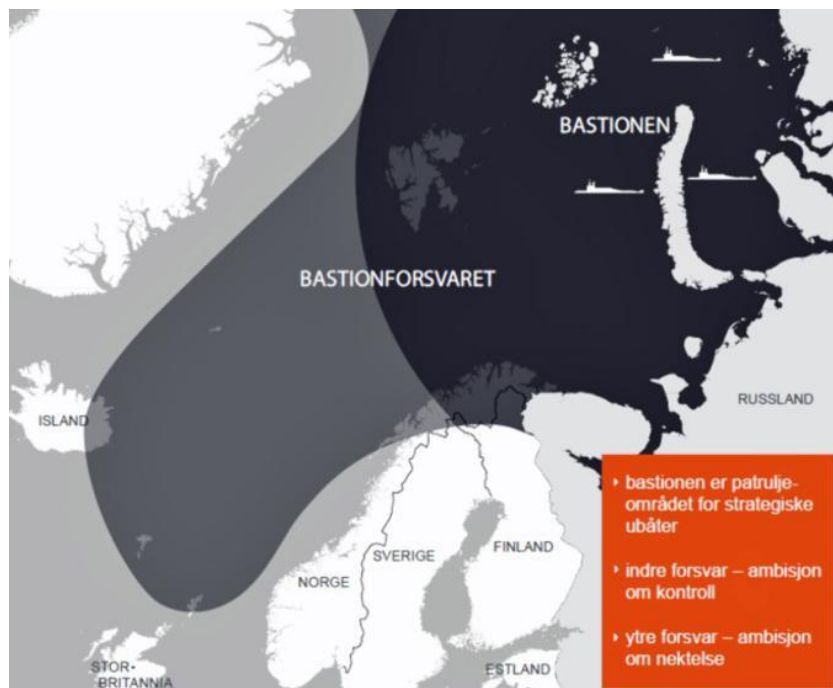 BASTIONEN
BASTIONFORSVARET
ISLAND
RUSSLAND
NORGE
SVERIGE
FINLAND
STOR-
BRITANNIA
ESTLAND
bastionen er patrulje-
området for strategiske
ubåter
indre forsvar – ambisjon
om kontroll
ytre forsvar – ambisjon
om nektelse